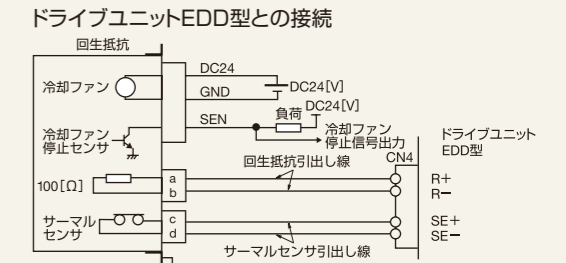 ドライブユニットEDD型との接続
回生抵抗
冷却ファン
DC24
GND
DC24[V]
SEN
負荷
DC24[V]
冷却ファン
停止センサ
冷却ファン
停止信号出力
ドライブユニット
EDD型
CN4
回生抵抗引出し線
100[Ω]
a
b
R+
R−
サーマル
センサ
c
d
SE+
SE−
サーマルセンサ引出し線